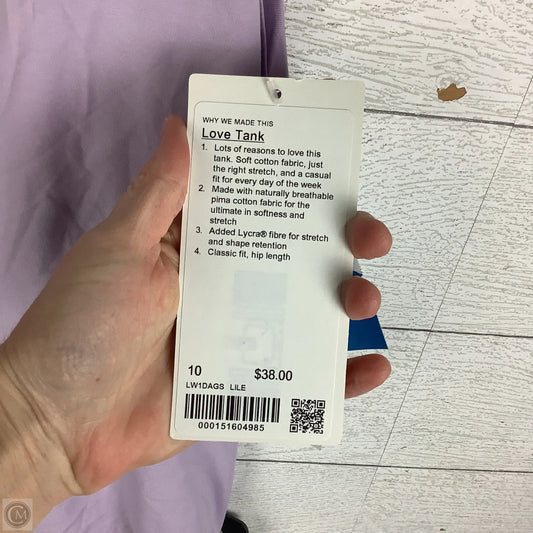 WHY WE MADE THIS
Love Tank
1. Lots of reasons to love this
tank. Soft cotton fabric, just
the right stretch, and a casual
fit for every day of the week
2. Made with naturally breathable
pima cotton fabric for the
ultimate in softness and
stretch
3. Added Lycra® fibre for stretch
and shape retention
4. Classic fit, hip length
10 $38.00
LW1DAGS LILE
000151604985
CM